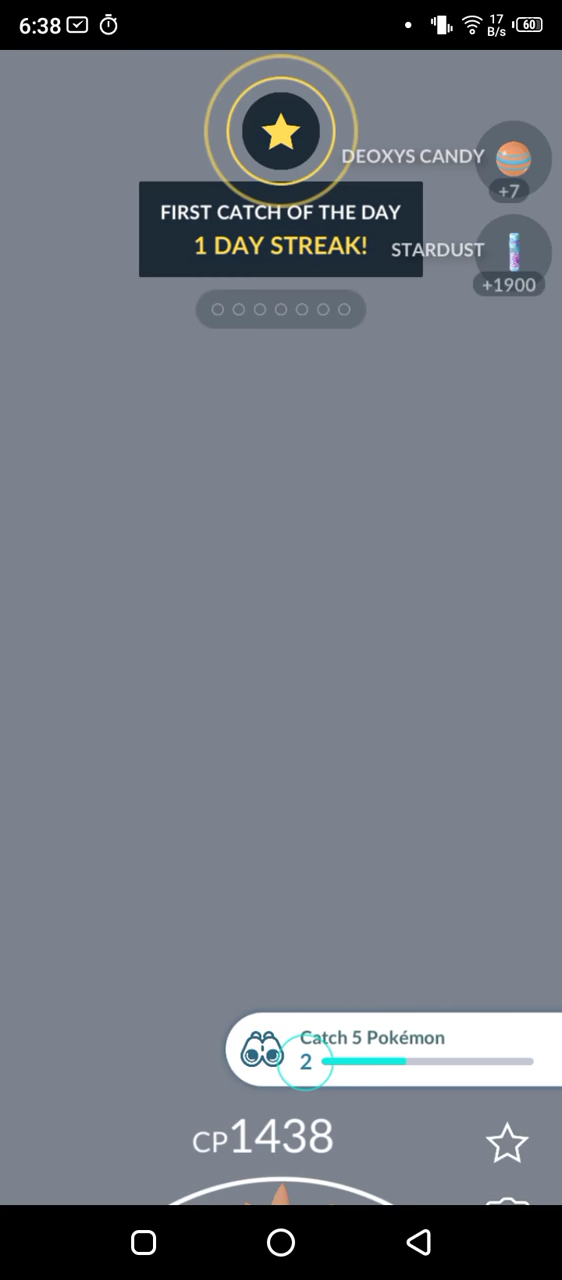 6:38
17
B/s
60
DEOXYS CANDY
+7
FIRST CATCH OF THE DAY
1 DAY STREAK!
STARDUST
+1900
Catch 5 Pokémon
2
CP1438